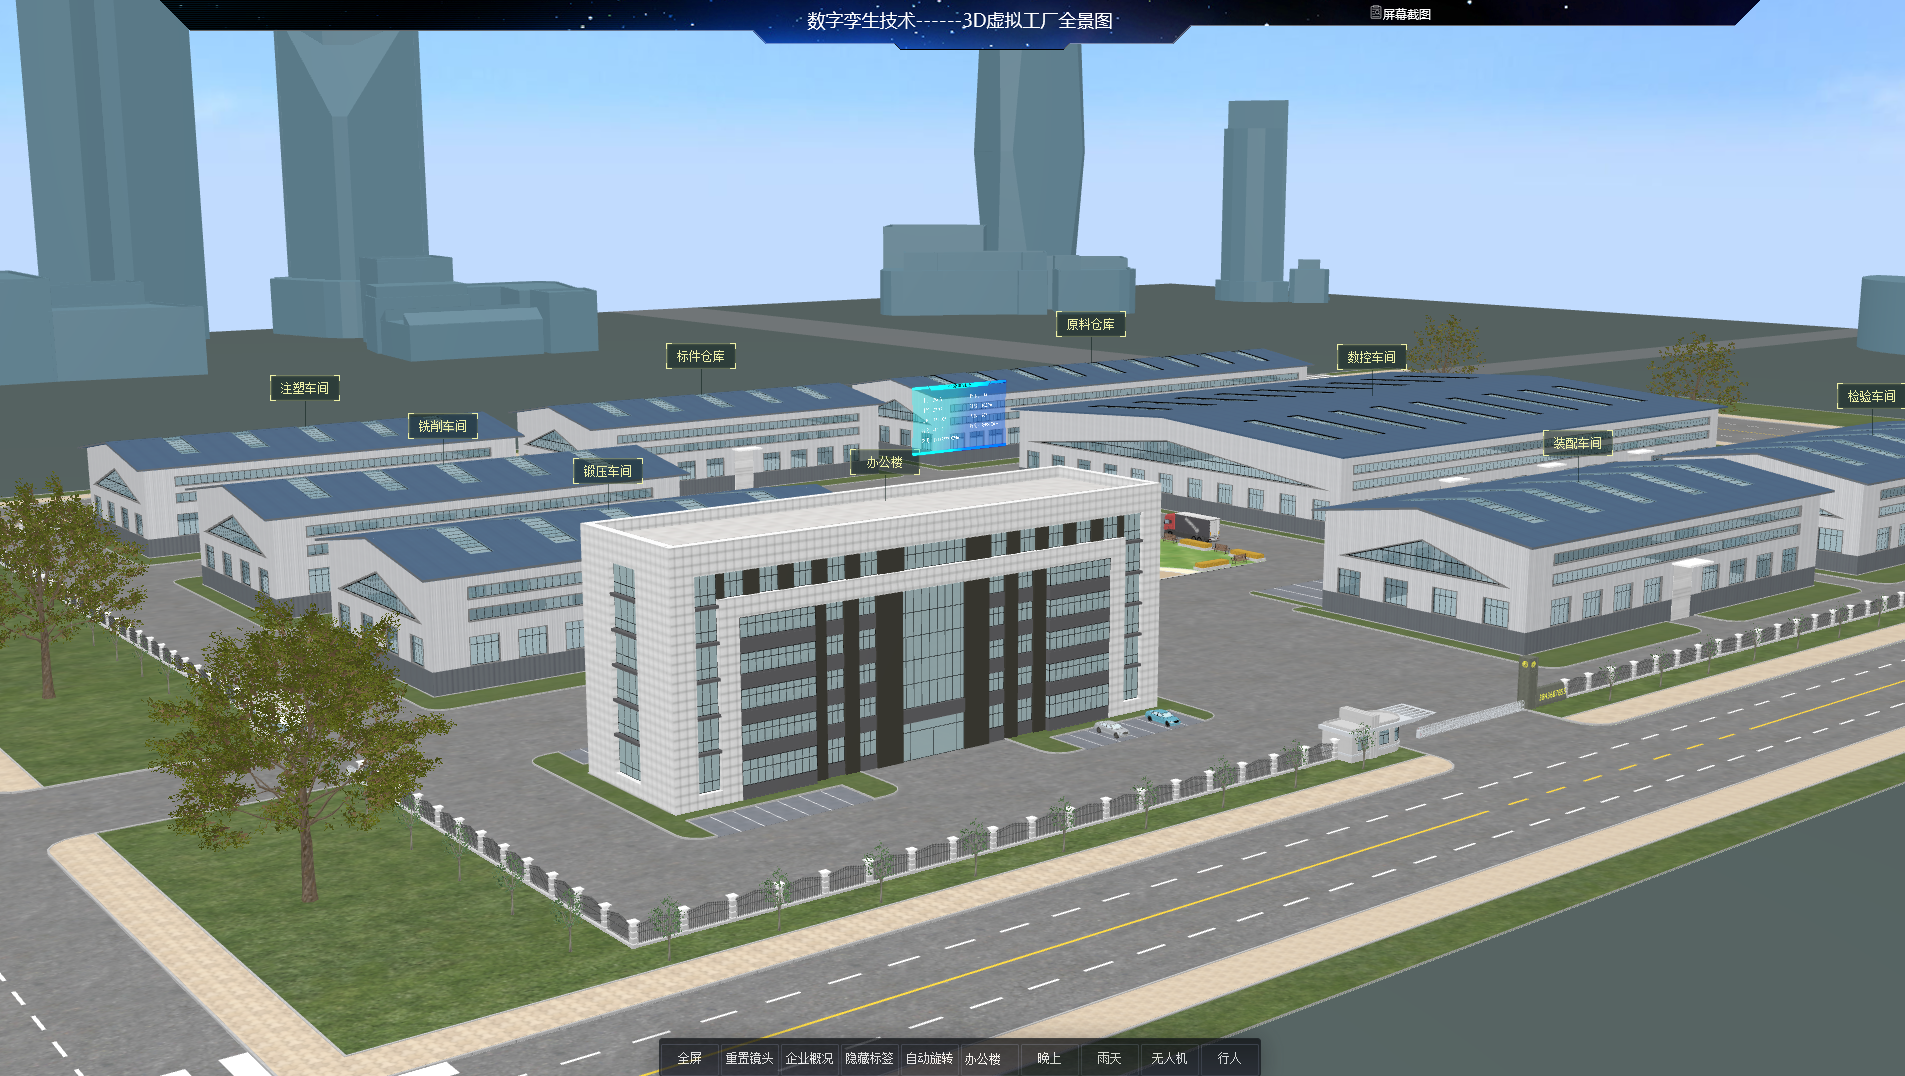 数字孪生技术------3D虚拟工厂全景图
屏幕截图
原料仓库
标件仓库
数控车间
注塑车间
检验车间
铣削车间
装配车间
办公楼
锻压车间
全屏
重置镜头
企业概况
隐藏标签
自动旋转
办公楼
晚上
雨天
无人机
行人